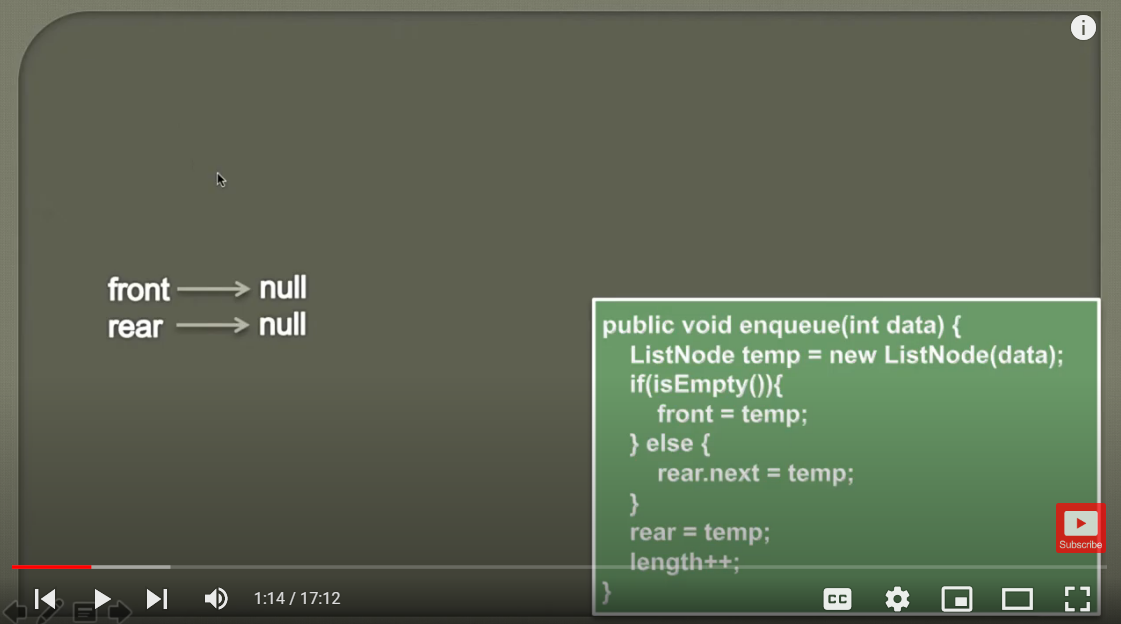 front null
rear null
public void enqueue(int data) {
ListNode temp = new ListNode(data);
if(isEmpty()){
front = temp;
} else {
rear.next = temp;
}
rear = temp;
length++;
}
Subscribe
1:14 / 17:12
CC
i